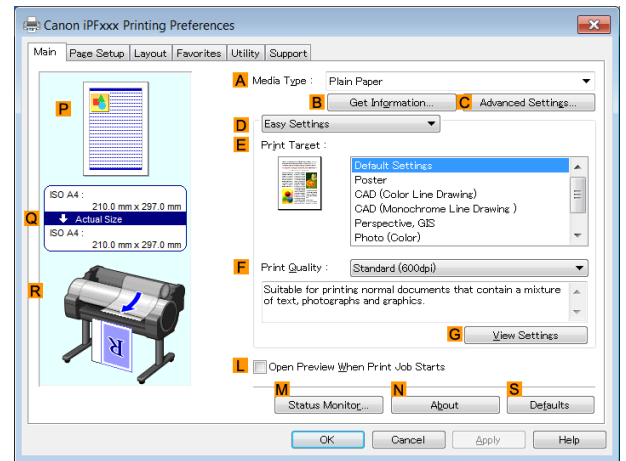 Canon iPFxxx Printing Preferences
Main Page Setup Layout Favorites Utility Support
A Media Type : Plain Paper
B Get Information... C Advanced Settings...
P
D Easy Settings
E Print Target :
Default Settings
Poster
CAD (Color Line Drawing)
CAD (Monochrome Line Drawing )
Perspective, GIS
Photo (Color)
ISO A4 :
210.0 mm x 297.0 mm
Q Actual Size
ISO A4 :
210.0 mm x 297.0 mm
F Print Quality : Standard (600dpi)
Suitable for printing normal documents that contain a mixture
of text, photographs and graphics.
R
R
G View Settings
L Open Preview When Print Job Starts
M N S
Status Monitor... About Defaults
OK Cancel Apply Help